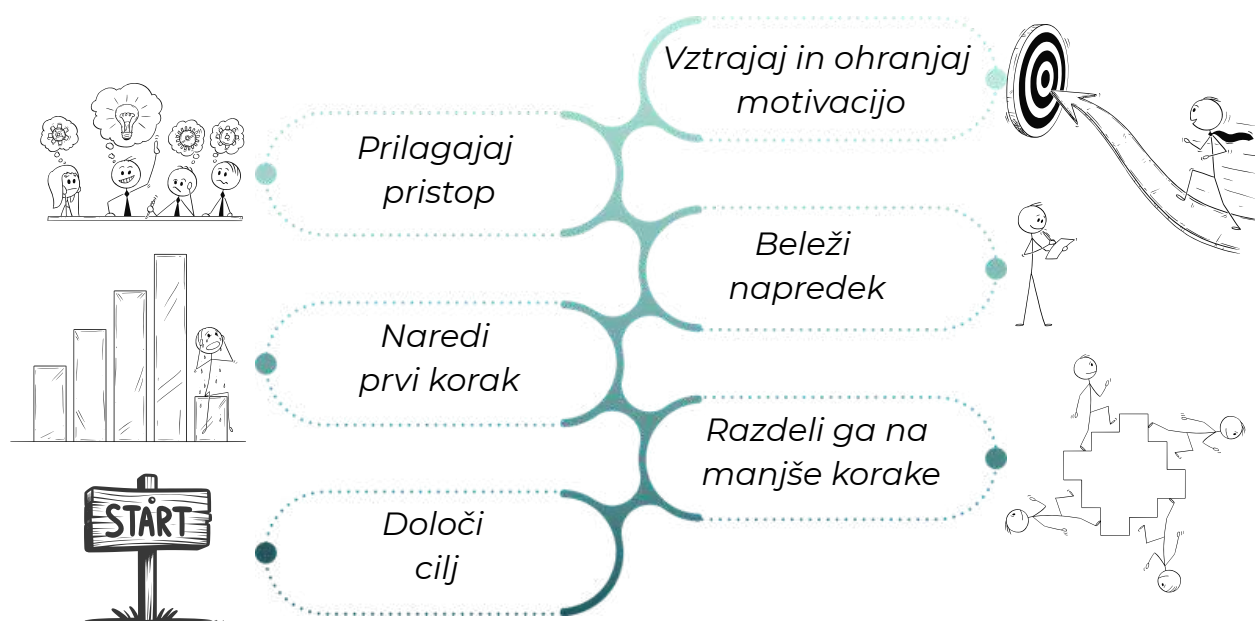 Vztrajaj in ohranjaj
motivacijo
Prilagajaj
pristop
Beleži
napredek
Naredi
prvi korak
Razdeli ga na
manjše korake
START
Določi
cilj